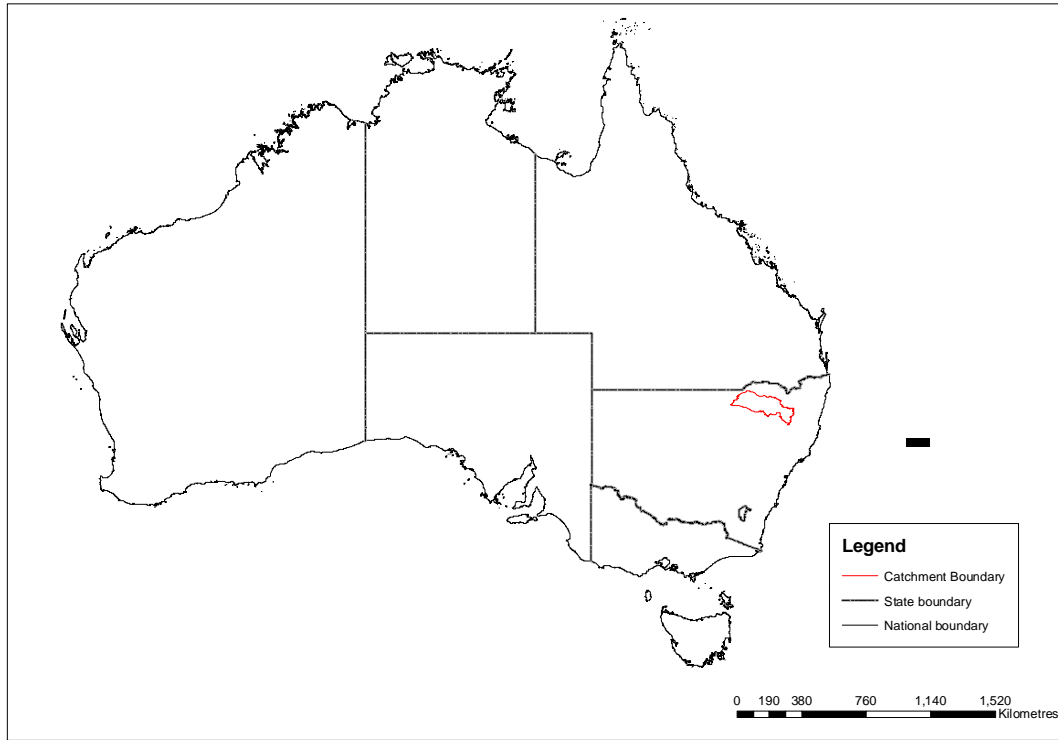 Legend
Catchment Boundary
State boundary
National boundary
0 190 380 760 1,140 1,520
Kilometres